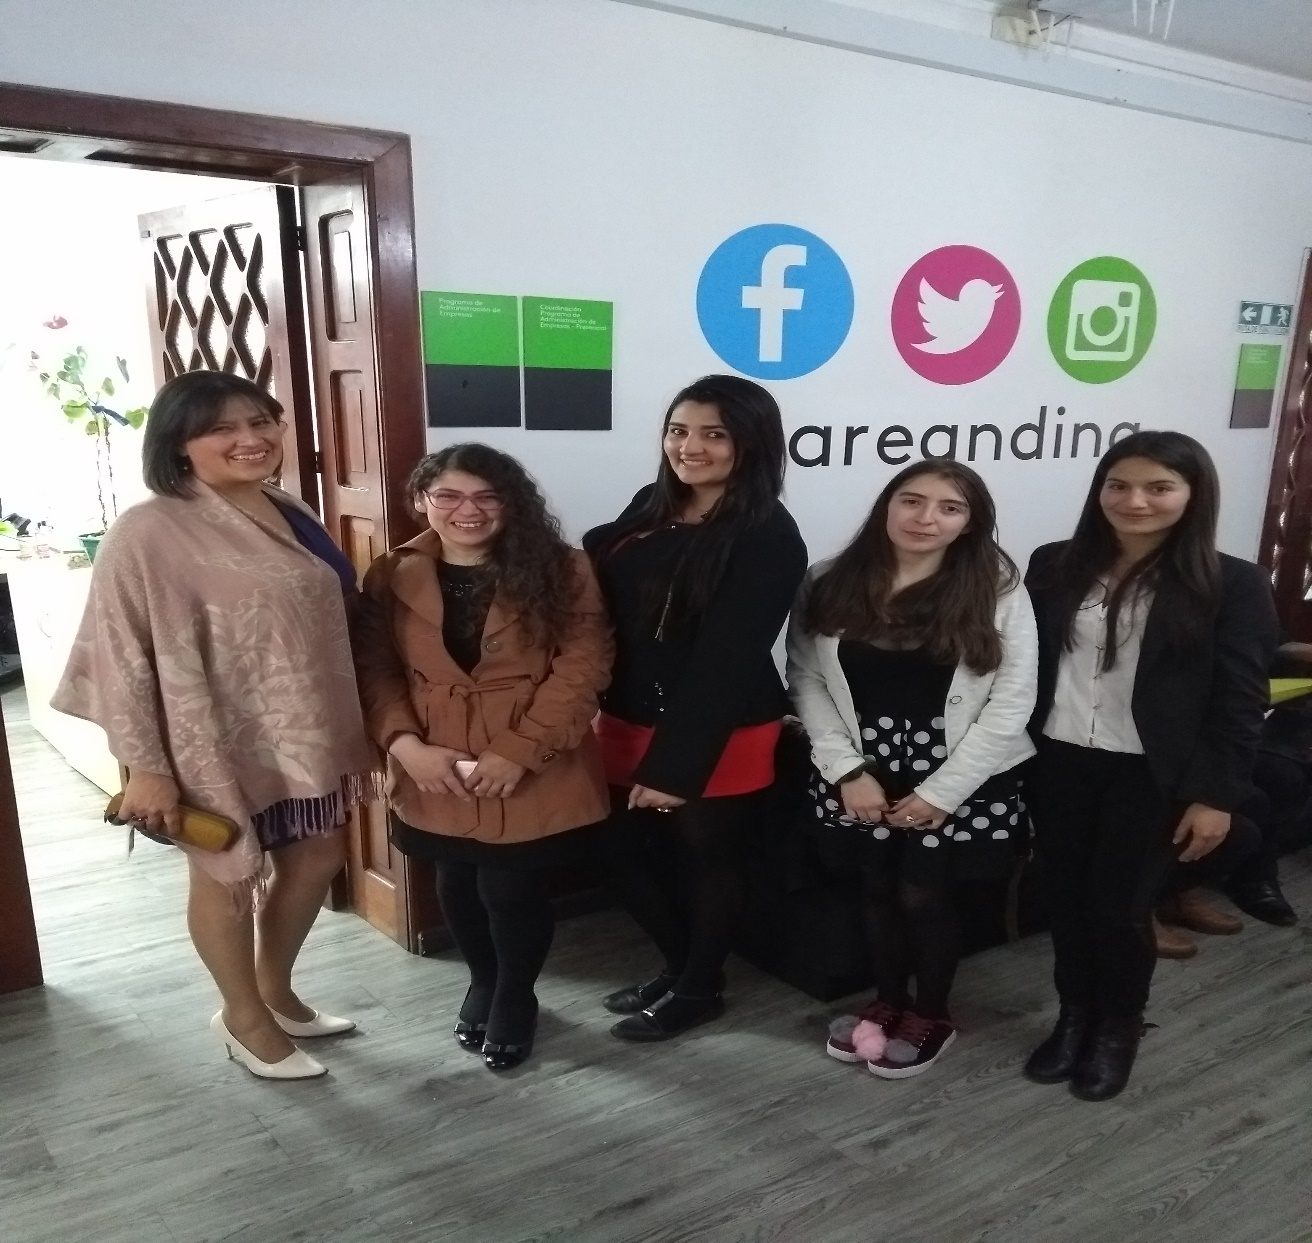 Programa de
Administración de
Empresas
Coordinación
Programa de
Administración de
Empresas - Presencial
areandina